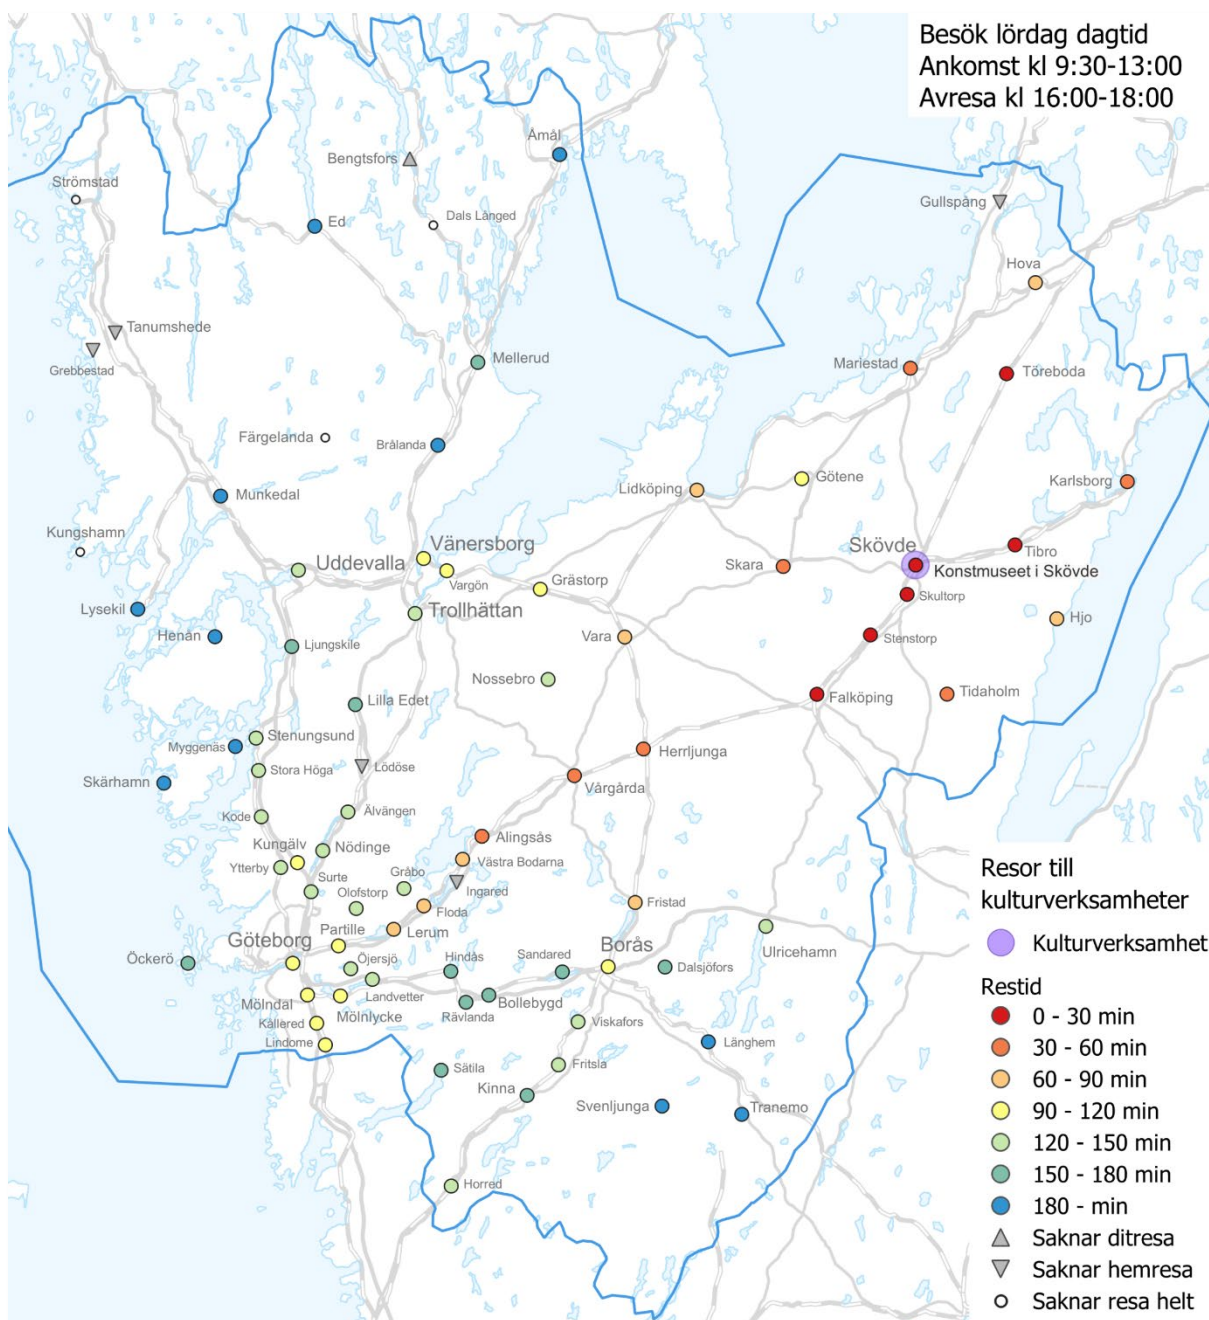 Besök lördag dagtid
Ankomst kl 9:30-13:00
Avresa kl 16:00-18:00
Åmål
Bengtsfors
Strömstad
Gullspång
Ed
Dals Långed
Hova
Tanumshede
Grebbestad
Mellerud
Mariestad
Töreboda
Färgelanda
Brålanda
Götene
Karlsborg
Lidköping
Munkedal
Kungshamn
Vänersborg
Skövde
Tibro
Uddevalla
Skara
Konstmuseet i Skövde
Vargön
Grästorp
Skultorp
Lysekil
Trollhättan
Hjo
Henån
Ljungskile
Vara
Stenstorp
Nossebro
Tidaholm
Lilla Edet
Falköping
Stenungsund
Myggenäs
Herrljunga
Stora Höga
Lödöse
Skärhamn
Vårgårda
Kode
Älvängen
Alingsås
Kungälv
Nödinge
Västra Bodarna
Ytterby
Gråbo
Surte
Olofstorp
Ingared
Resor till
kulturverksamheter
Fristad
Floda
Partille
Lerum
Göteborg
Borås
Kulturverksamhet
Ulricehamn
Öckerö
Öjersjö
Hindås
Sandared
Dalsjöfors
Restid
Landvetter
Mölndal
Mölnlycke
Rävlanda
Bollebygd
0 - 30 min
Kållered
Viskafors
Lindome
Länghem
30 - 60 min
Sätila
Fritsla
60 - 90 min
Kinna
Svenljunga
Tranemo
90 - 120 min
120 - 150 min
150 - 180 min
Horred
180 - min
Saknar ditresa
Saknar hemresa
Saknar resa helt